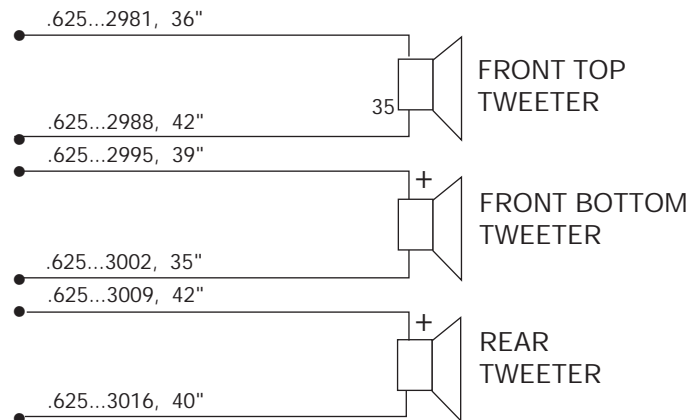 .625...2981, 36"
FRONT TOP
TWEETER
35
.625...2988, 42"
.625...2995, 39"
+
FRONT BOTTOM
TWEETER
.625...3002, 35"
.625...3009, 42"
+
REAR
TWEETER
.625...3016, 40"